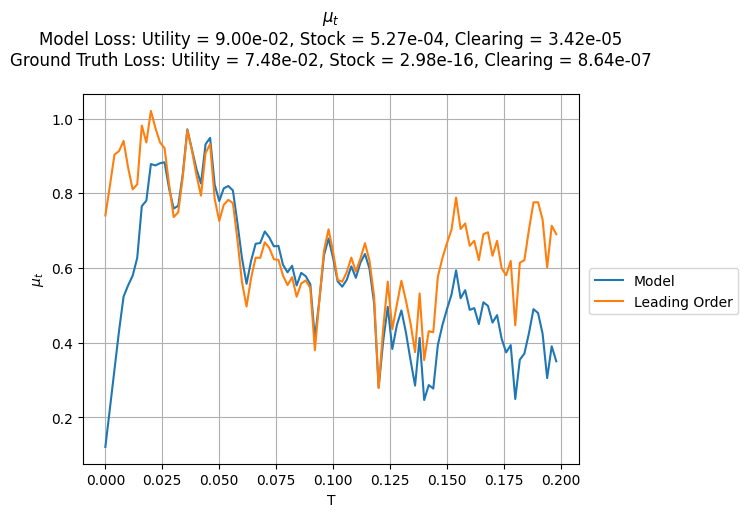 μ_t
Model Loss: Utility = 9.00e-02, Stock = 5.27e-04, Clearing = 3.42e-05
Ground Truth Loss: Utility = 7.48e-02, Stock = 2.98e-16, Clearing = 8.64e-07
μ_t
1.0
0.8
0.6
0.4
0.2
0.000
0.025
0.050
0.075
0.100
0.125
0.150
0.175
0.200
T
Model
Leading Order